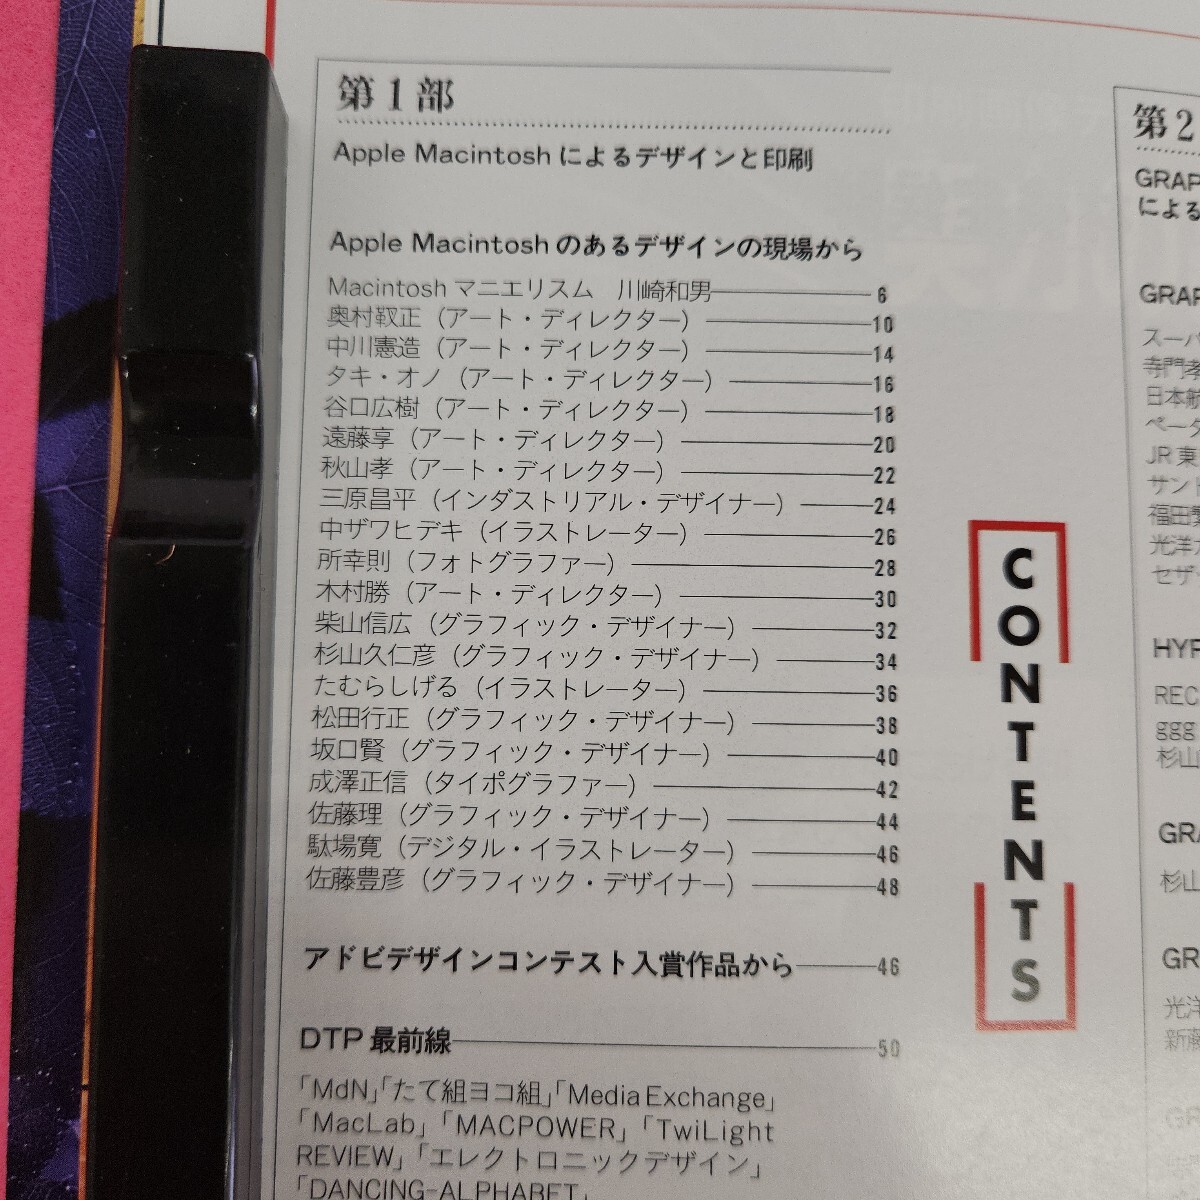 第1部
Apple Macintoshによるデザインと印刷
Apple Macintoshのあるデザインの現場から
Macintoshマニエリスム　川崎和男 6
奥村靫正（アート・ディレクター） 10
中川憲造（アート・ディレクター） 14
タキ・オノ（アート・ディレクター） 16
谷口広樹（アート・ディレクター） 18
遠藤享（アート・ディレクター） 20
秋山孝（アート・ディレクター） 22
三原昌平（インダストリアル・デザイナー） 24
中ザワヒデキ（イラストレーター） 26
所幸則（フォトグラファー） 28
木村勝（アート・ディレクター） 30
柴山信広（グラフィック・デザイナー） 32
杉山久仁彦（グラフィック・デザイナー） 34
たむらしげる（イラストレーター） 36
松田行正（グラフィック・デザイナー） 38
坂口賢（グラフィック・デザイナー） 40
成澤正信（タイポグラファー） 42
佐藤理（グラフィック・デザイナー） 44
駄場寛（デジタル・イラストレーター） 46
佐藤豊彦（グラフィック・デザイナー） 48
アドビデザインコンテスト入賞作品から 46
DTP最前線 50
「MdN」「たて組ヨコ組」「Media Exchange」
「MacLab」「MACPOWER」「TwiLight
REVIEW」「エレクトロニックデザイン」
「DANCING-ALPHABET」
CONTENTS
第2
GRAP
による
GRAP
スーパ
寺門孝
日本航
ペータ
JR東
サンド
福田繁
光洋
セザ
HYP
REC
ggg
杉山
GRA
杉山
GR
光洋
新藤